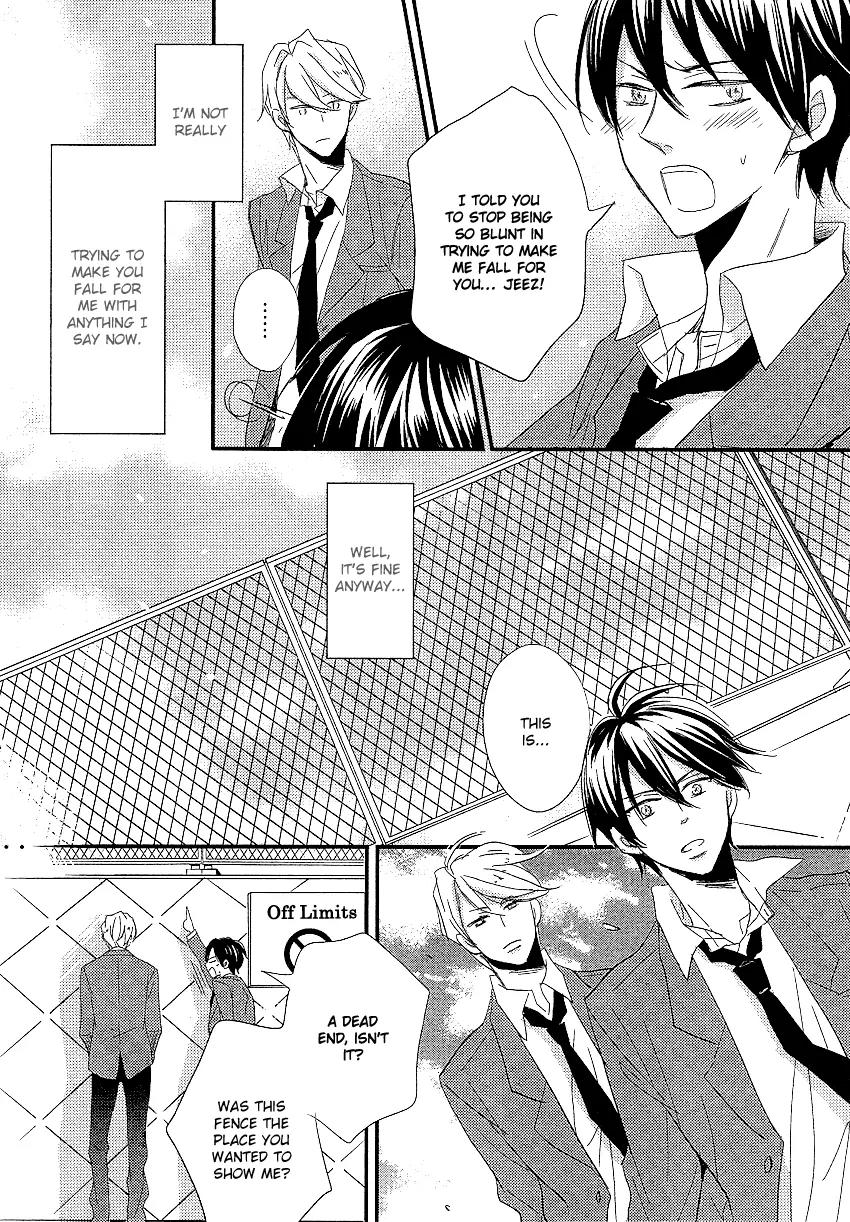 I TOLD YOU
TO STOP BEING
SO BLUNT IN
TRYING TO MAKE
ME FALL FOR
YOU... JEEZ!
......
I'M NOT
REALLY
TRYING TO
MAKE YOU
FALL FOR
ME WITH
ANYTHING I
SAY NOW.
WELL,
IT'S FINE
ANYWAY...
THIS
IS...
Off Limits
A DEAD
END, ISN'T
IT?
WAS THIS
FENCE THE
PLACE YOU
WANTED TO
SHOW ME?